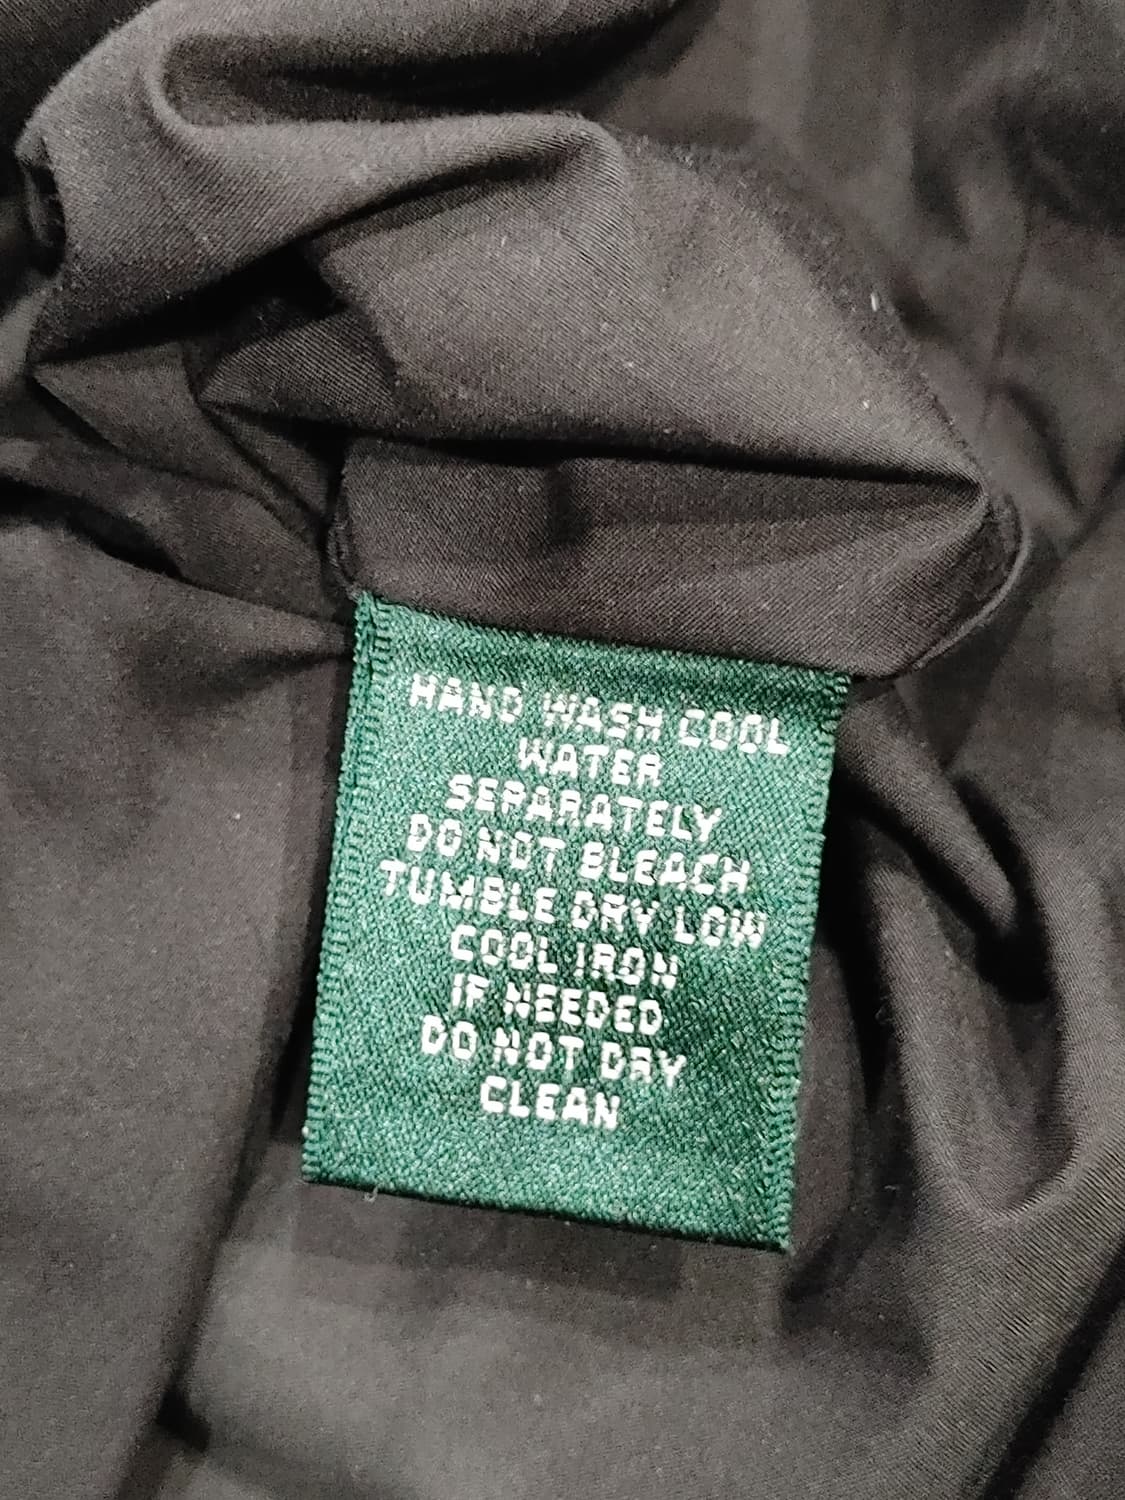 HAND WASH COOL
WATER
SEPARATELY
DO NOT BLEACH
TUMBLE DRY LOW
COOL IRON
IF NEEDED
DO NOT DRY
CLEAN